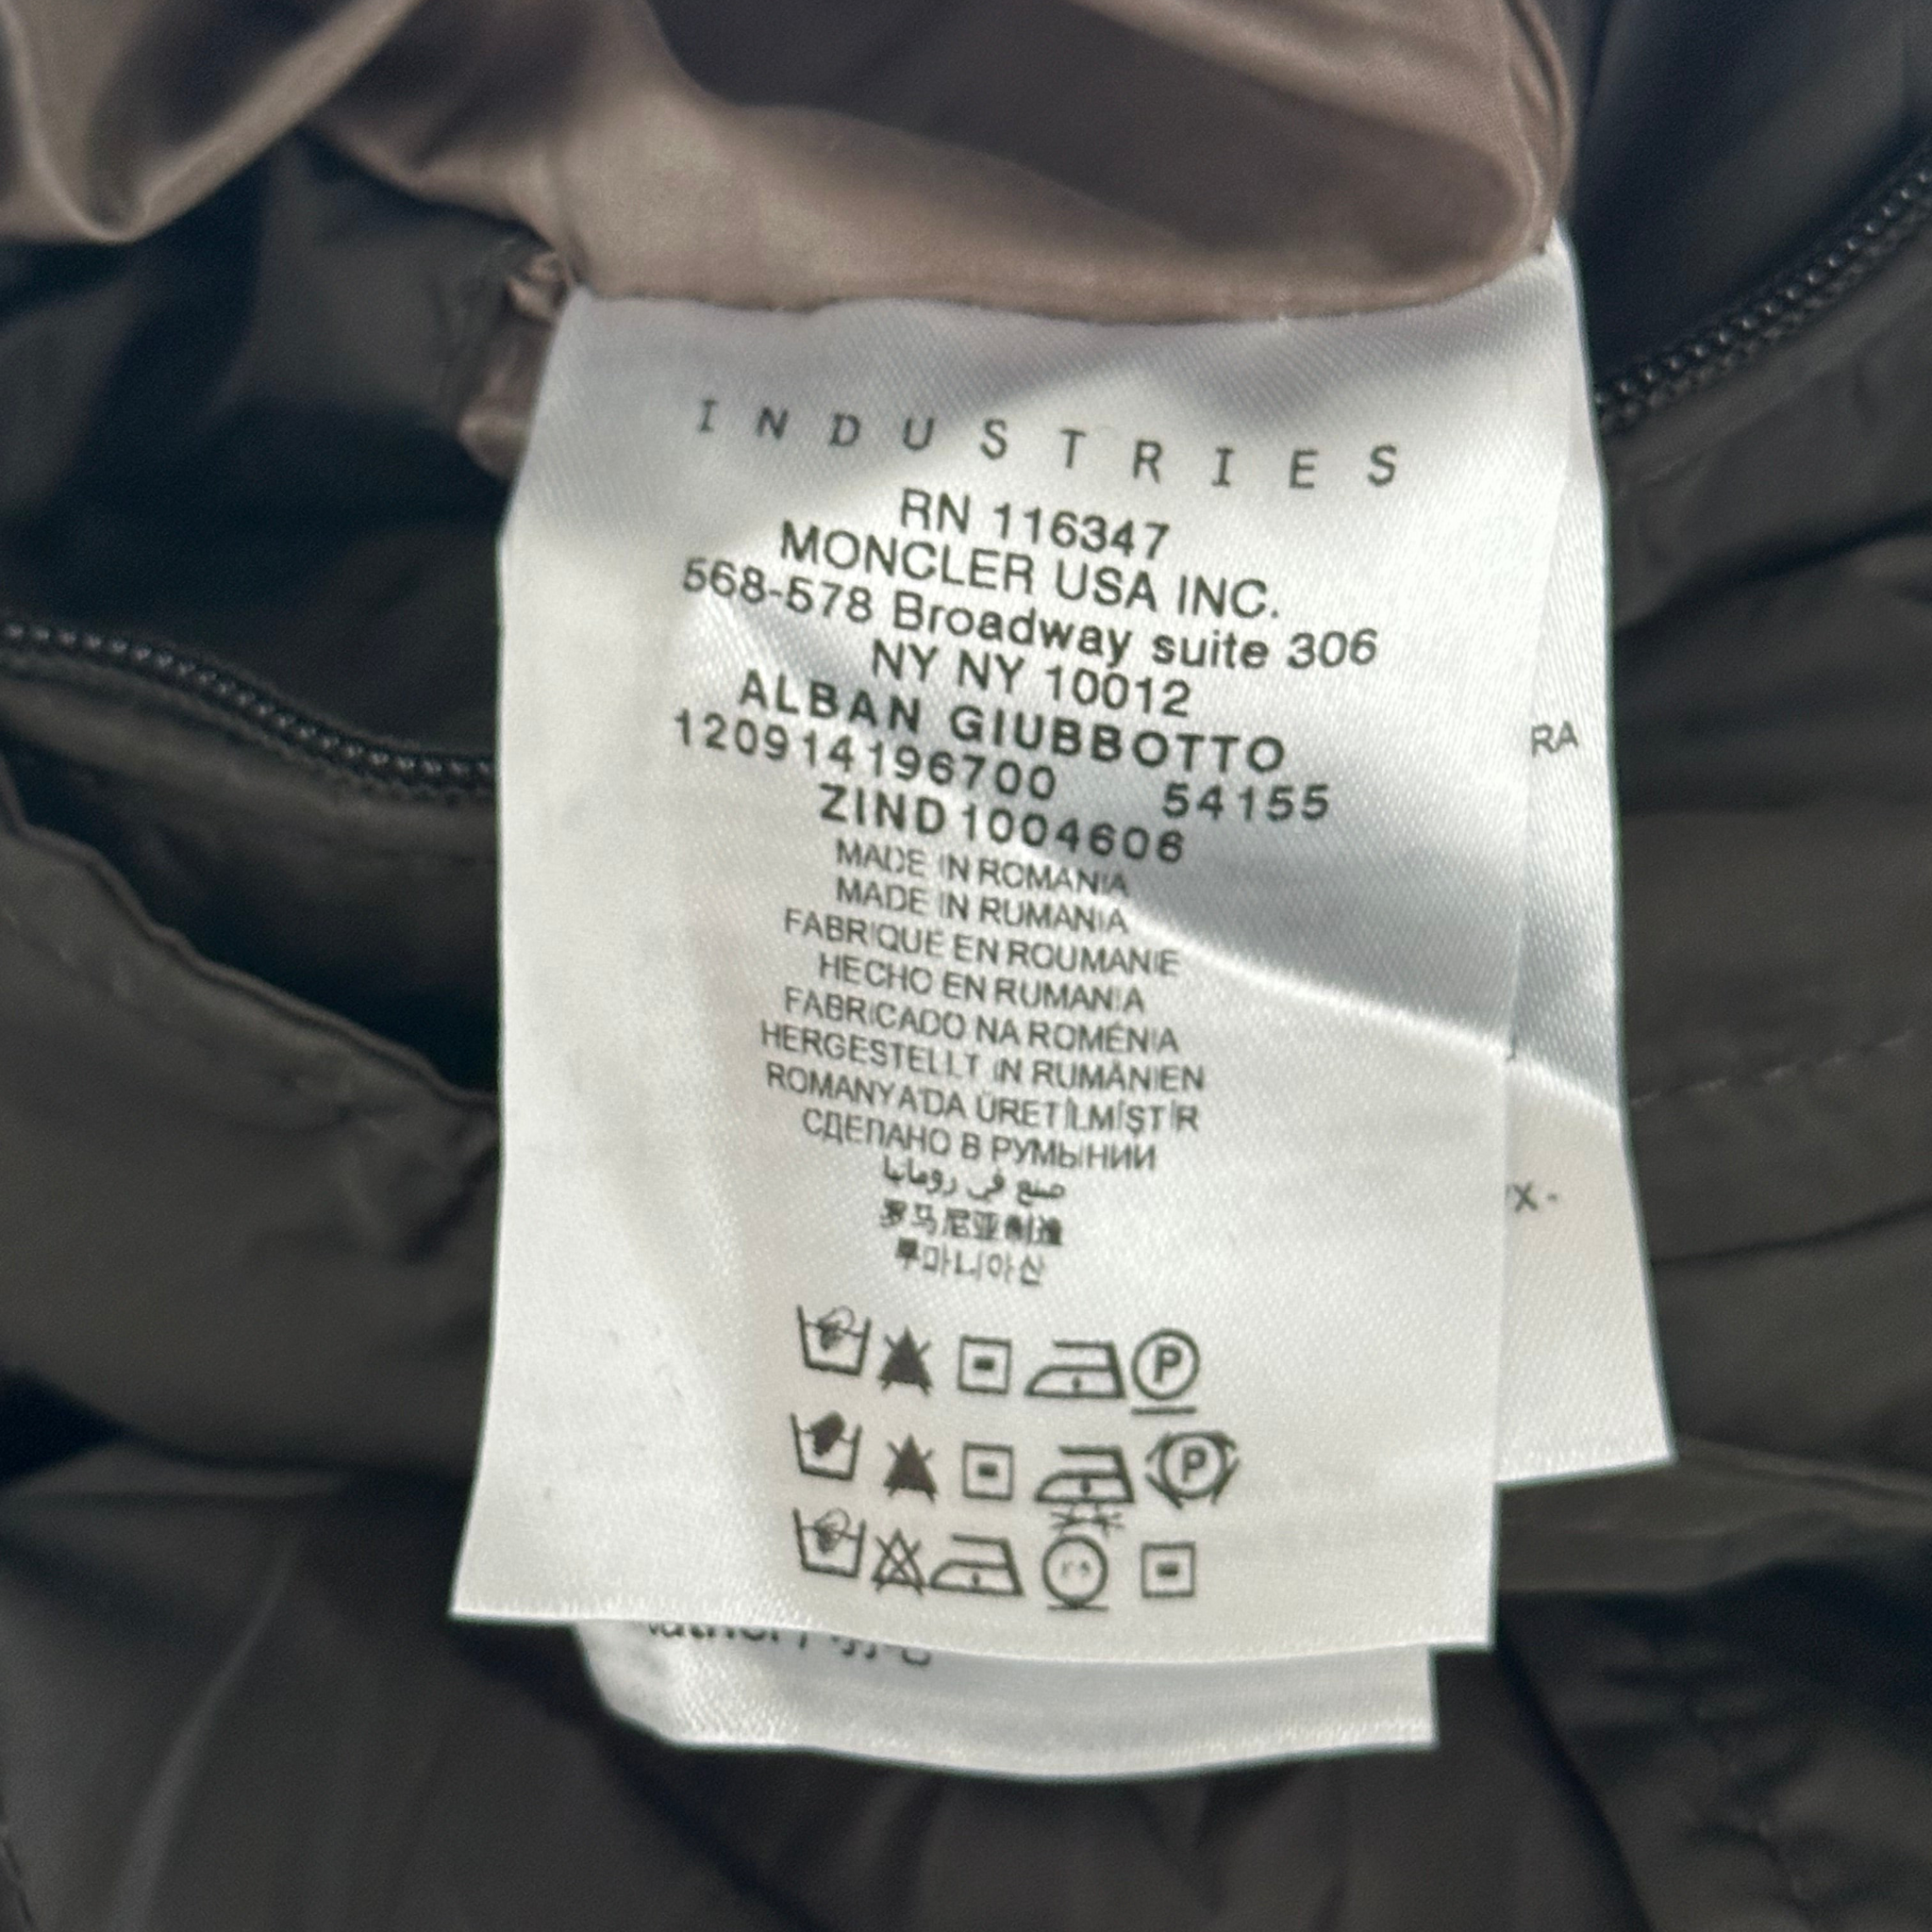 INDUSTRIES
RN 116347
MONCLER USA INC.
568-578 Broadway suite 306
NY NY 10012
ALBAN GIUBBOTTO
120914196700 54155
ZIND1004606
MADE IN ROMANIA
MADE IN RUMANIA
FABRIQUE EN ROUMANIE
HECHO EN RUMANIA
FABRICADO NA ROMÉNIA
HERGESTELLT IN RUMÄNIEN
ROMANYA'DA ÜRETİLMİŞTİR
СДЕЛАНО В РУМЫНИИ
صنع في رومانيا
罗马尼亚制造
루마니아산
P
P
RA
X-